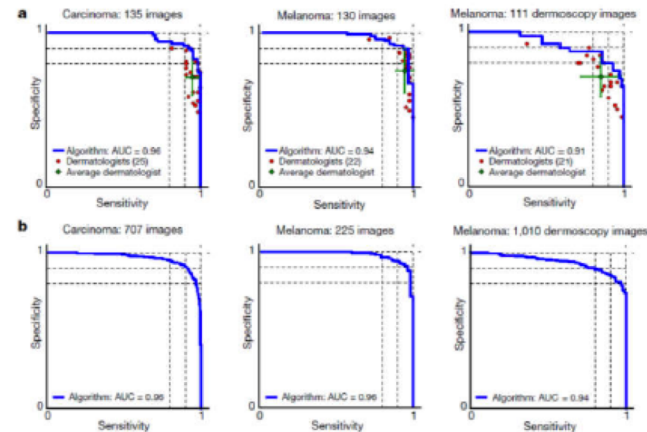 a
Carcinoma: 135 images
Specificity
1
Algorithm: AUC = 0.96
Dermatologists (25)
Average dermatologist
0
0
1
Sensitivity
Melanoma: 130 images
Specificity
1
Algorithm: AUC = 0.94
Dermatologists (22)
Average dermatologist
0
0
1
Sensitivity
Melanoma: 111 dermoscopy images
Specificity
1
Algorithm: AUC = 0.91
Dermatologists (21)
Average dermatologist
0
0
1
Sensitivity
b
Carcinoma: 707 images
Specificity
1
Algorithm: AUC = 0.96
0
0
1
Sensitivity
Melanoma: 225 images
Specificity
1
Algorithm: AUC = 0.96
0
0
1
Sensitivity
Melanoma: 1,010 dermoscopy images
Specificity
1
Algorithm: AUC = 0.94
0
0
1
Sensitivity